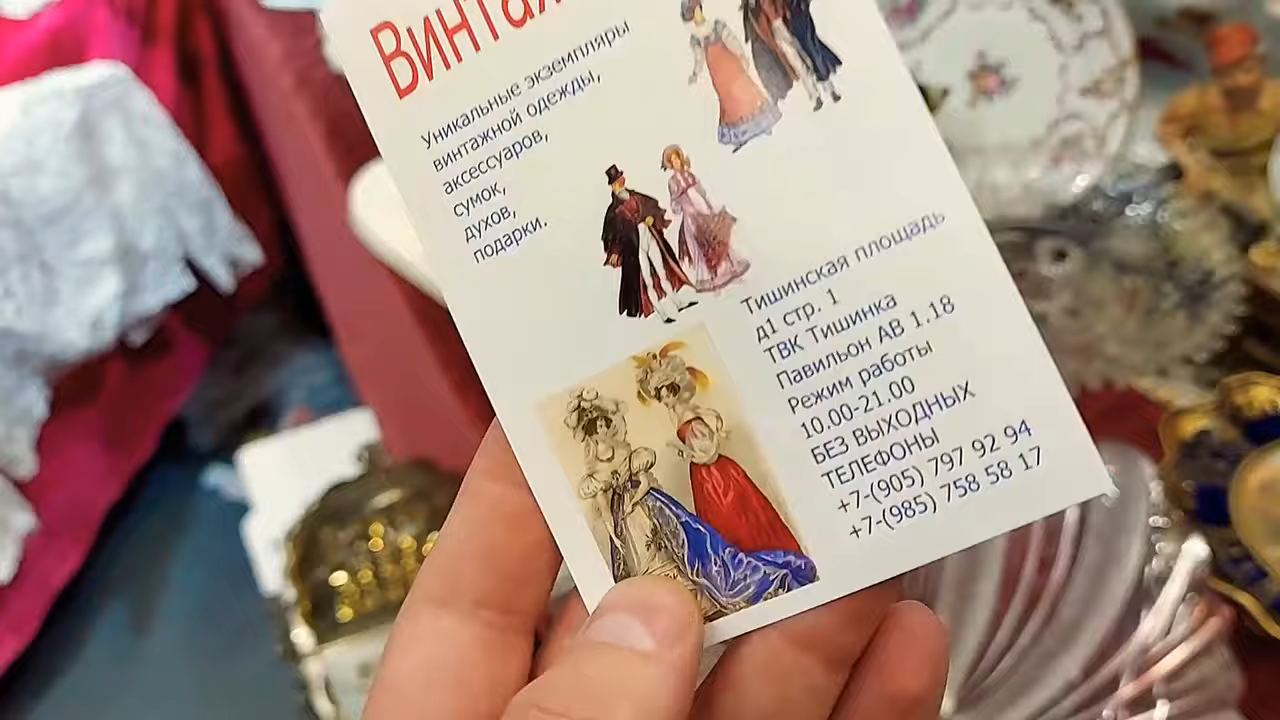 Винтаж
Уникальные экземпляры
винтажной одежды,
аксессуаров,
сумок,
духов,
подарки.
Тишинская площадь
д1 стр. 1
ТВК Тишинка
Павильон АВ 1.18
Режим работы
10.00-21.00
БЕЗ ВЫХОДНЫХ
ТЕЛЕФОНЫ
+7-(905) 797 92 94
+7-(985) 758 58 17